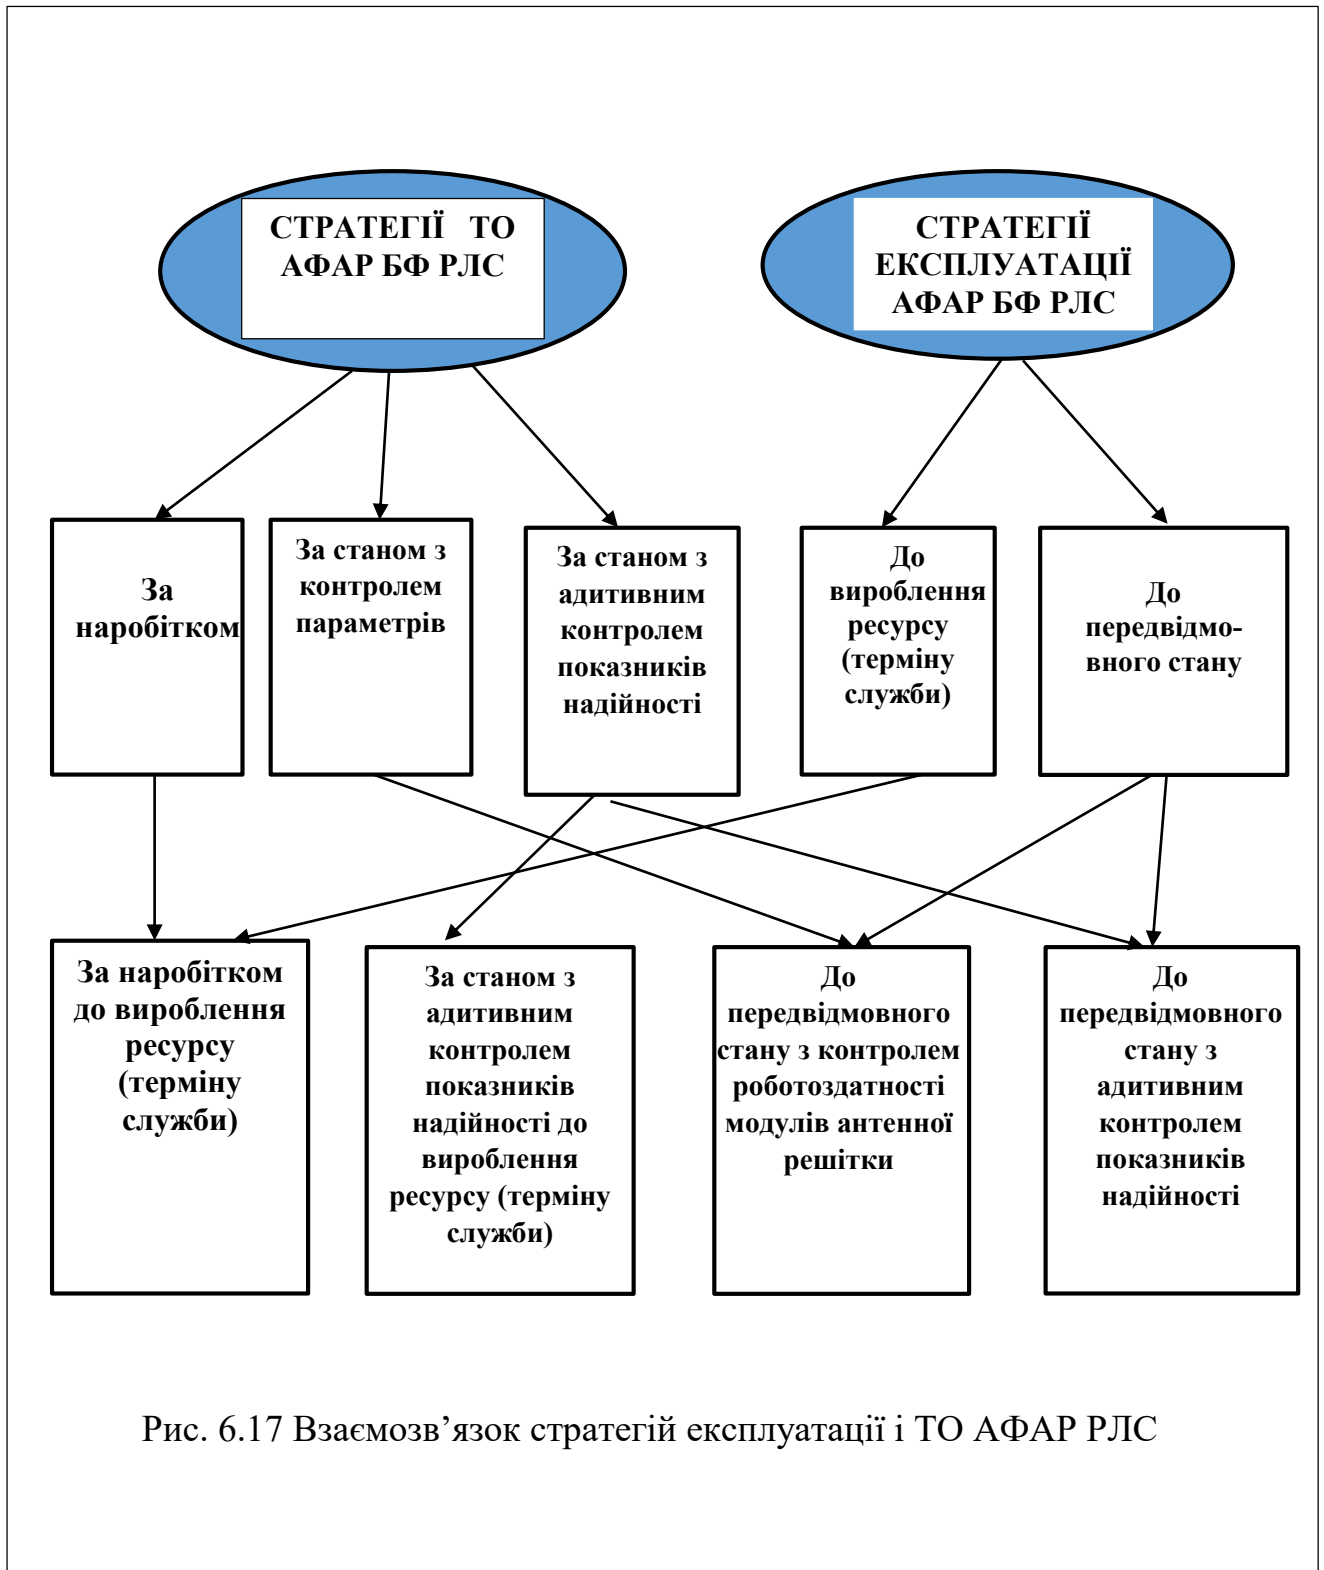 СТРАТЕГІЇ ТО
АФАР БФ РЛС
СТРАТЕГІЇ
ЕКСПЛУАТАЦІЇ
АФАР БФ РЛС
За
наробітком
За станом з
контролем
параметрів
За станом з
адитивним
контролем
показників
надійності
До
вироблення
ресурсу
(терміну
служби)
До
передвідмо-
вного стану
За наробітком
до вироблення
ресурсу
(терміну
служби)
За станом з
адитивним
контролем
показників
надійності до
вироблення
ресурсу (терміну
служби)
До
передвідмовного
стану з контролем
роботоздатності
модулів антенної
решітки
До
передвідмовного
стану з
адитивним
контролем
показників
надійності
Рис. 6.17 Взаємозв’язок стратегій експлуатації і ТО АФАР РЛС